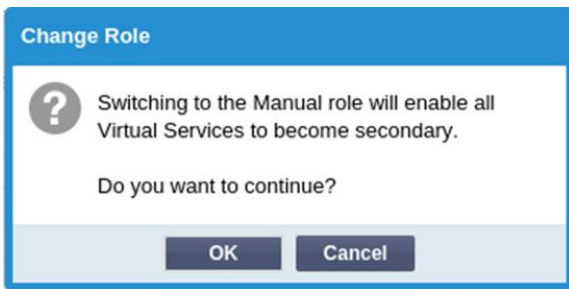 Change Role
Switching to the Manual role will enable all
Virtual Services to become secondary.
Do you want to continue?
OK
Cancel